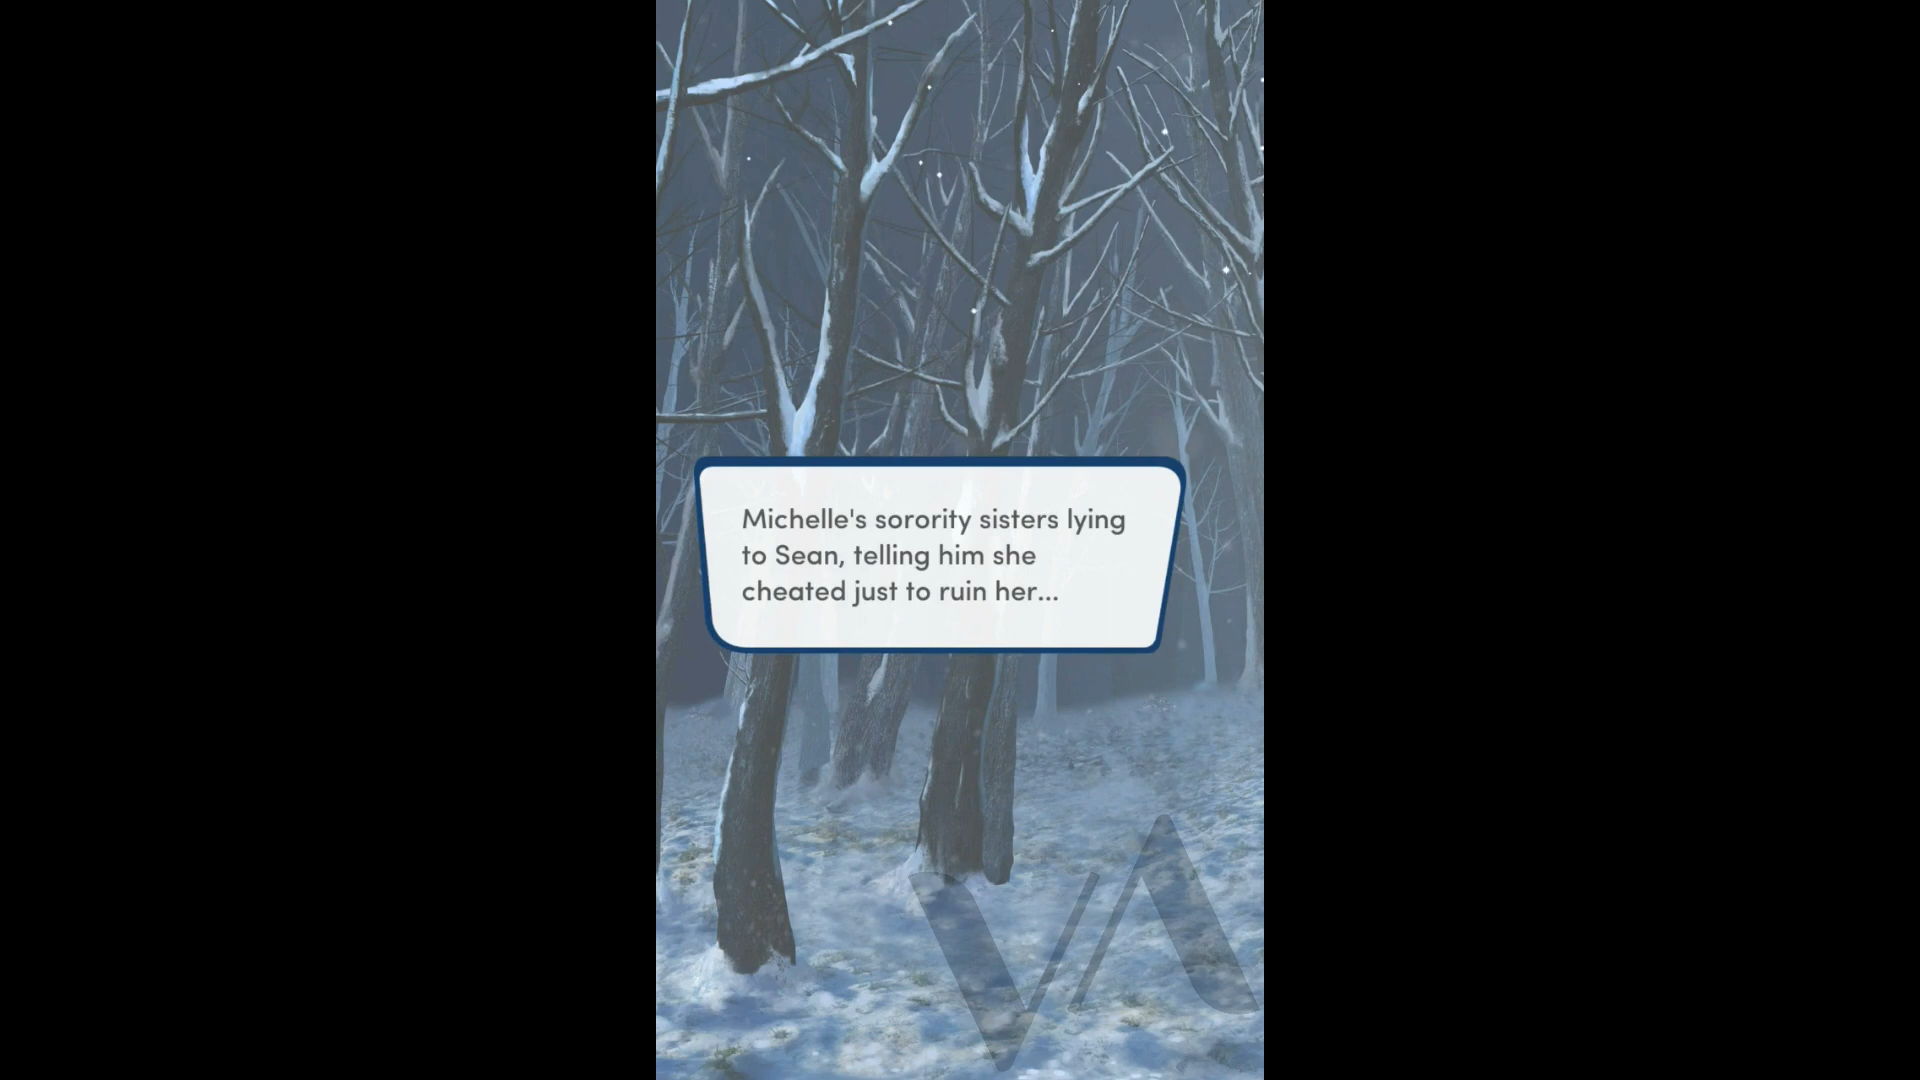 Michelle's sorority sisters lying
to Sean, telling him she
cheated just to ruin her...